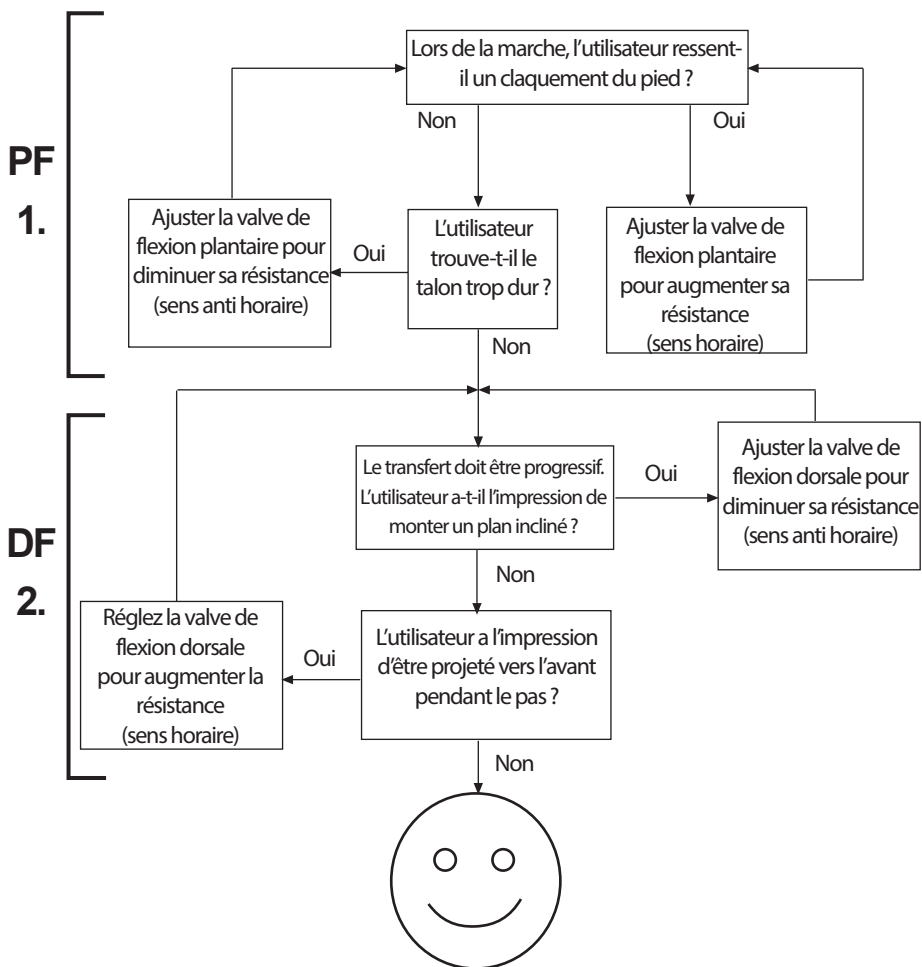 PF
1.
Lors de la marche, l’utilisateur ressent-
il un claquement du pied ?
Non
Oui
Ajuster la valve de
flexion plantaire pour
diminuer sa résistance
(sens anti horaire)
Oui
L’utilisateur
trouve-t-il le
talon trop dur ?
Ajuster la valve de
flexion plantaire
pour augmenter sa
résistance
(sens horaire)
Non
DF
2.
Le transfert doit être progressif.
L’utilisateur a-t-il l’impression de
monter un plan incliné ?
Oui
Ajuster la valve de
flexion dorsale pour
diminuer sa résistance
(sens anti horaire)
Non
Réglez la valve de
flexion dorsale
pour augmenter la
résistance
(sens horaire)
Oui
L’utilisateur a l’impression
d’être projeté vers l’avant
pendant le pas ?
Non